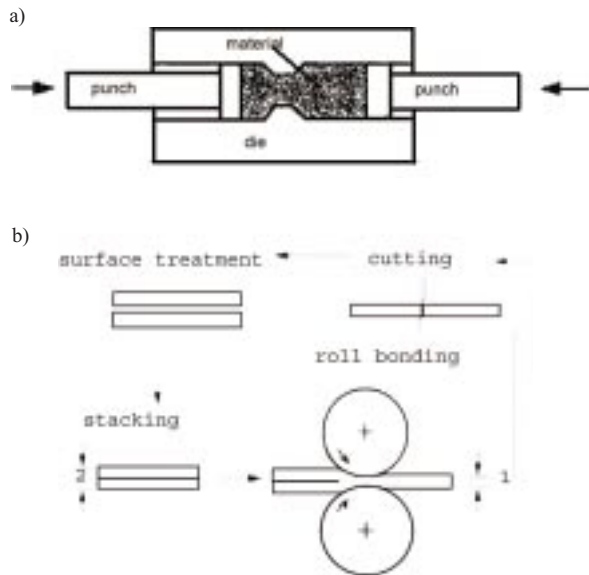 a)
material
punch
punch
die
b)
surface treatment
cutting
roll bonding
stacking
2
1